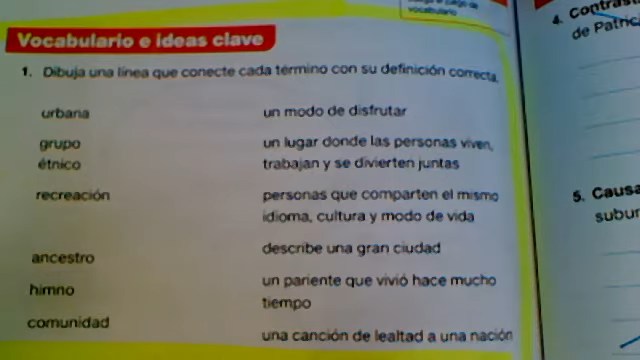 vocabulario
Vocabulario e ideas clave
1. Dibuja una línea que conecte cada término con su definición correcta.
urbana
un modo de disfrutar
grupo
étnico
un lugar donde las personas viven,
trabajan y se divierten juntas
recreación
personas que comparten el mismo
idioma, cultura y modo de vida
ancestro
describe una gran ciudad
himno
un pariente que vivió hace mucho
tiempo
comunidad
una canción de lealtad a una nación
4. Contras
de Patric
5. Causa
subur